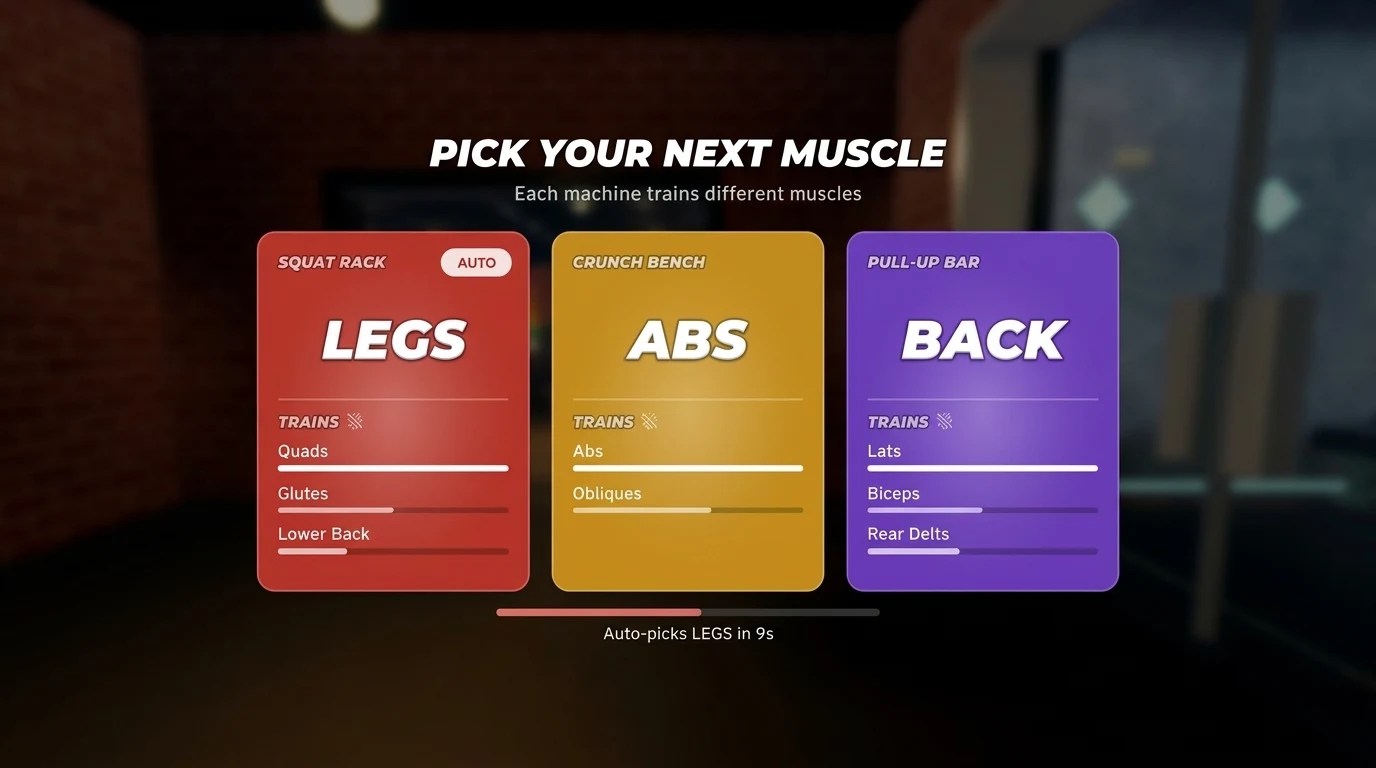 PICK YOUR NEXT MUSCLE
Each machine trains different muscles
SQUAT RACK
AUTO
LEGS
TRAINS
Quads
Glutes
Lower Back
CRUNCH BENCH
ABS
TRAINS
Abs
Obliques
PULL-UP BAR
BACK
TRAINS
Lats
Biceps
Rear Delts
Auto-picks LEGS in 9s